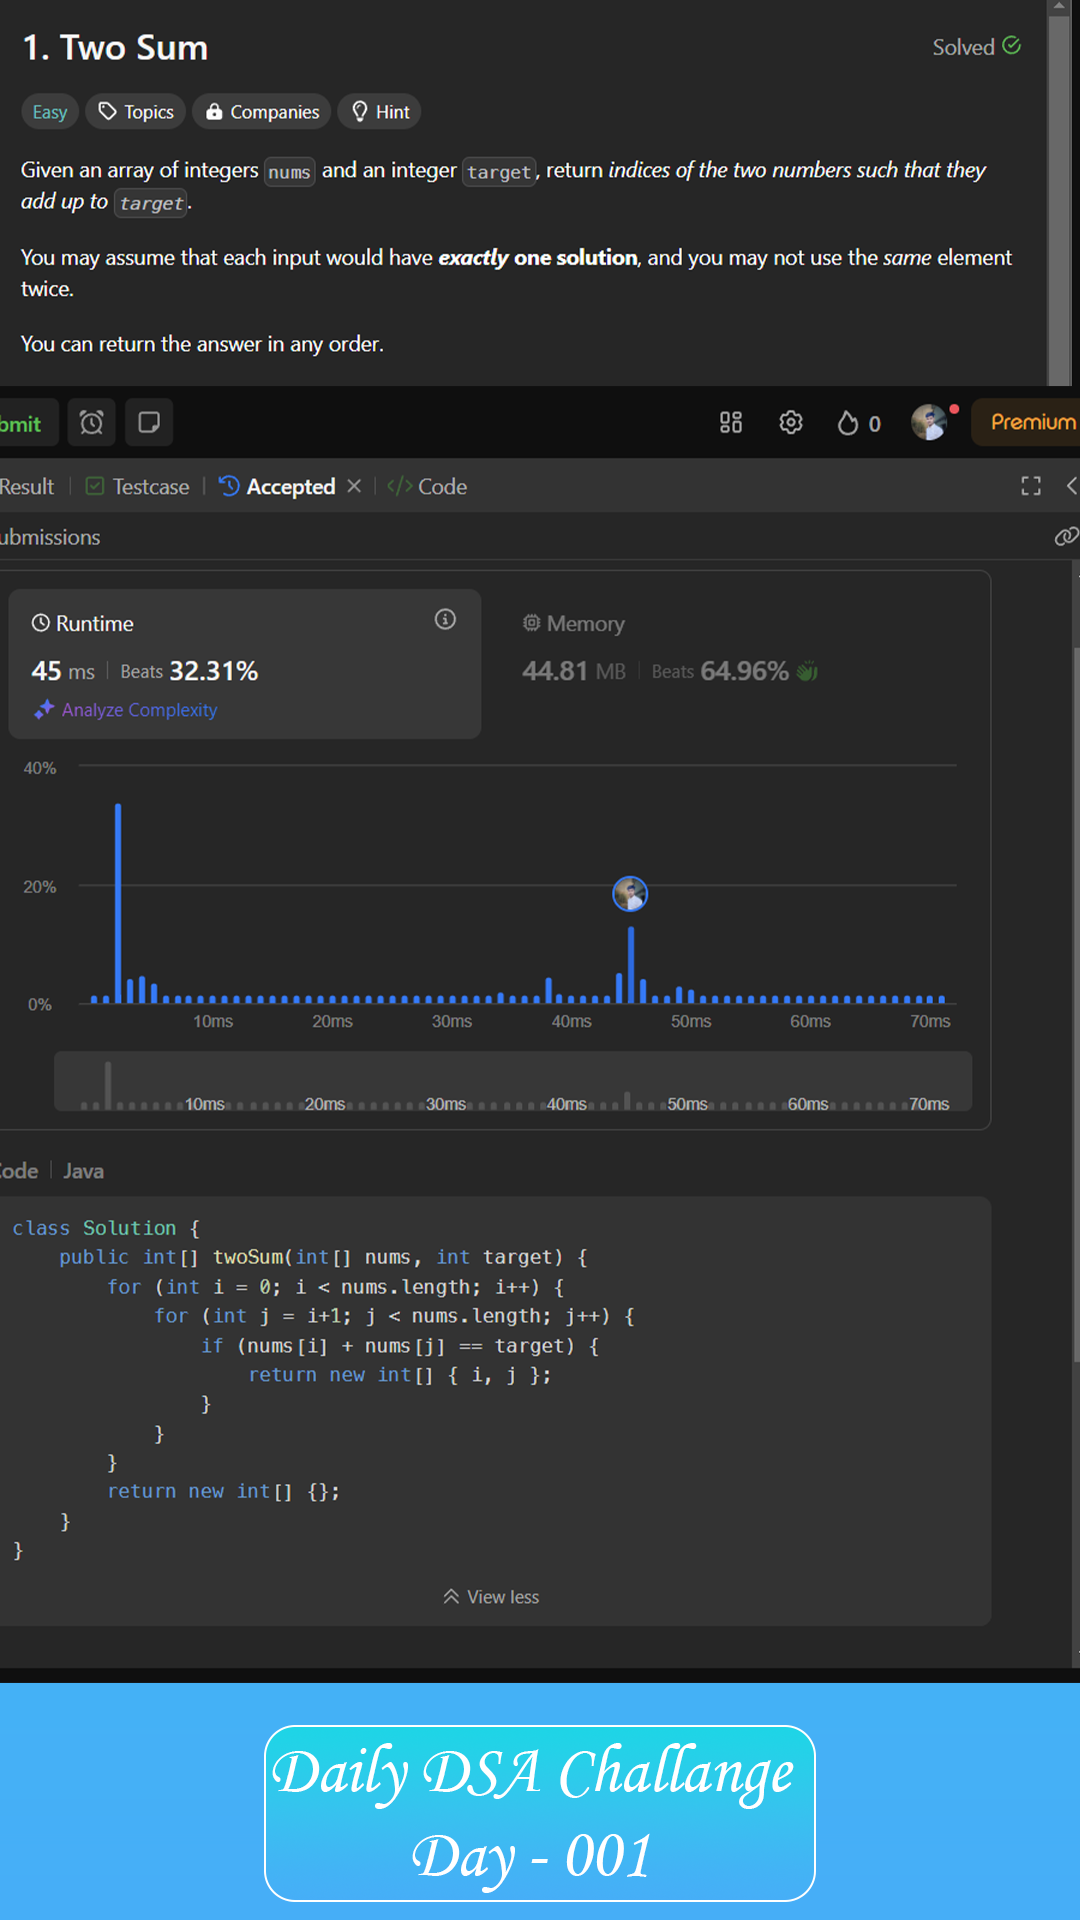 1. Two Sum
Solved
Easy Topics Companies Hint
Given an array of integers nums and an integer target, return indices of the two numbers such that they
add up to target.
You may assume that each input would have exactly one solution, and you may not use the same element
twice.
You can return the answer in any order.
bmit 0 Premium
Result Testcase Accepted Code
ubmissions
Runtime
45 ms Beats 32.31%
Analyze Complexity
Memory
44.81 MB Beats 64.96%
40%
20%
0%
10ms 20ms 30ms 40ms 50ms 60ms 70ms
10ms 20ms 30ms 40ms 50ms 60ms 70ms
Code Java
class Solution {
    public int[] twoSum(int[] nums, int target) {
        for (int i = 0; i < nums.length; i++) {
            for (int j = i+1; j < nums.length; j++) {
                if (nums[i] + nums[j] == target) {
                    return new int[] { i, j };
                }
            }
        }
        return new int[] {};
    }
}
View less
Daily DSA Challange
Day - 001